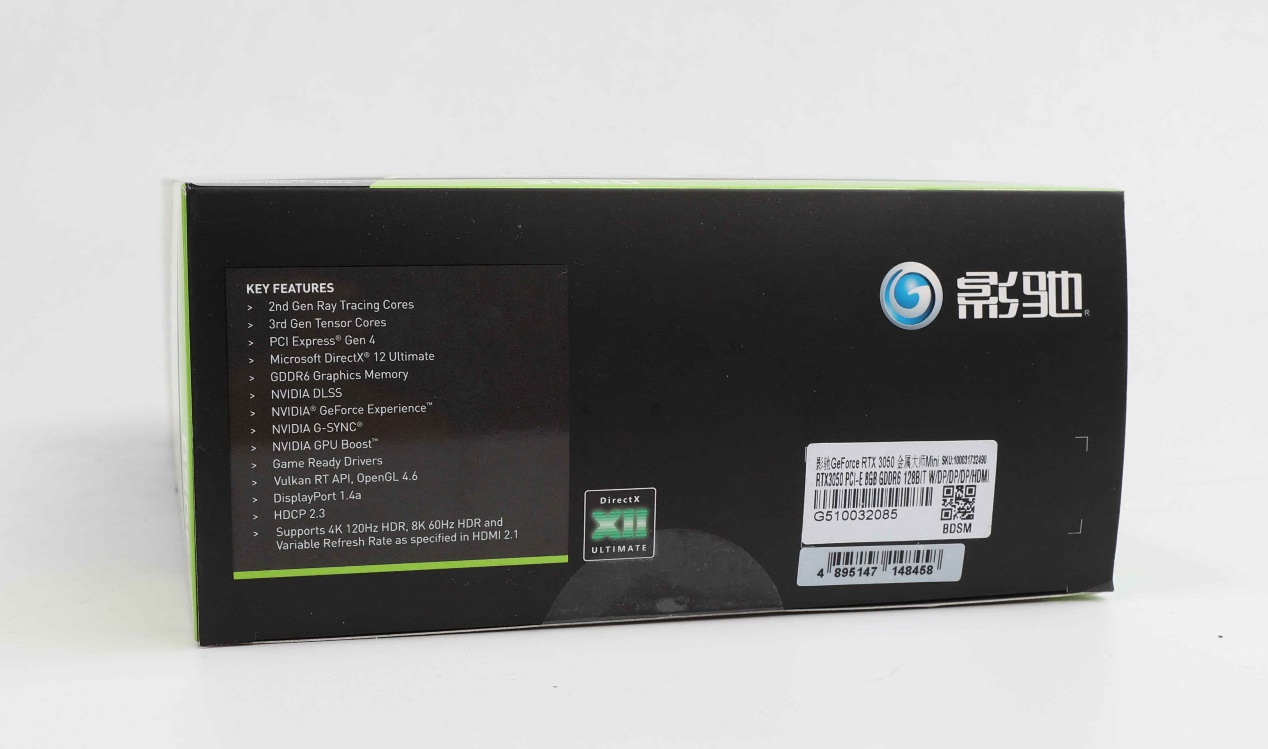 KEY FEATURES
> 2nd Gen Ray Tracing Cores
> 3rd Gen Tensor Cores
> PCI Express® Gen 4
> Microsoft DirectX® 12 Ultimate
> GDDR6 Graphics Memory
> NVIDIA DLSS
> NVIDIA® GeForce Experience™
> NVIDIA G-SYNC®
> NVIDIA GPU Boost™
> Game Ready Drivers
> Vulkan RT API, OpenGL 4.6
> DisplayPort 1.4a
> HDCP 2.3
> Supports 4K 120Hz HDR, 8K 60Hz HDR and
Variable Refresh Rate as specified in HDMI 2.1
DirectX
XII
ULTIMATE
影驰®
影驰GeForce RTX 3050 金属大师Mini SKU:100031732490
RTX3050 PCI-E 8GB GDDR6 128BIT W/DP/DP/DP/HDMI
G510032085
BDSM
4 895147 148458